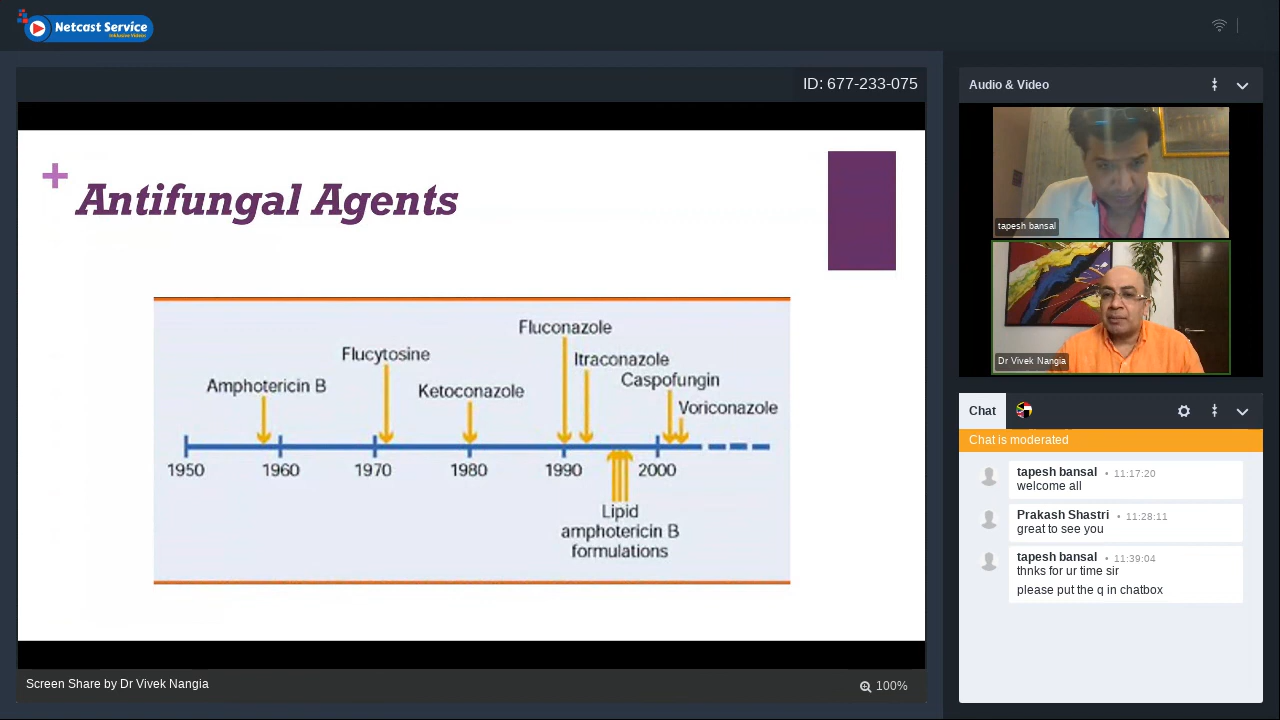 Netcast Service
Inklusive Videos
ID: 677-233-075
+
Antifungal Agents
Fluconazole
Flucytosine
Itraconazole
Amphotericin B
Ketoconazole
Caspofungin
Voriconazole
1950
1960
1970
1980
1990
2000
Lipid
amphotericin B
formulations
Screen Share by Dr Vivek Nangia
100%
Audio & Video
tapesh bansal
Dr Vivek Nangia
Chat
Chat is moderated
tapesh bansal • 11:17:20
welcome all
Prakash Shastri • 11:28:11
great to see you
tapesh bansal • 11:39:04
thnks for ur time sir
please put the q in chatbox